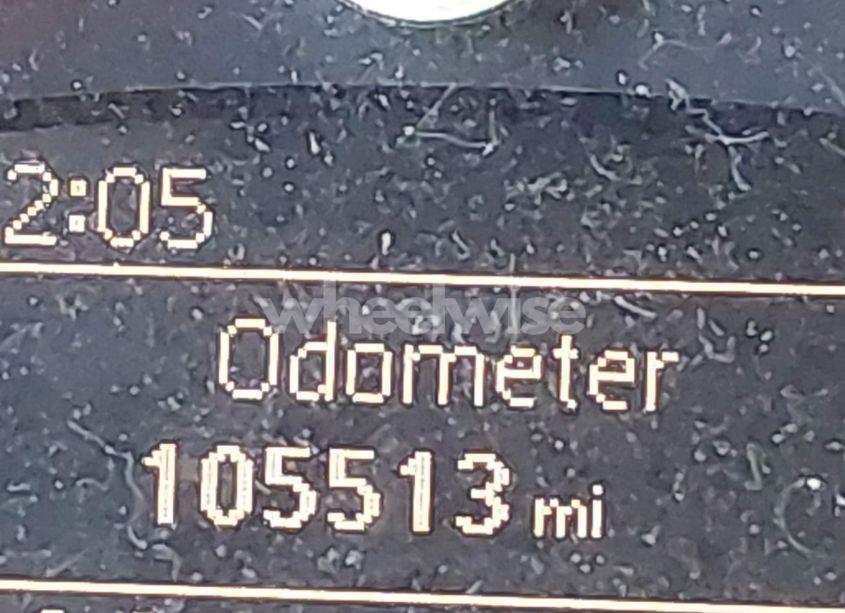 2:05
wheelwise
Odometer
105513 mi